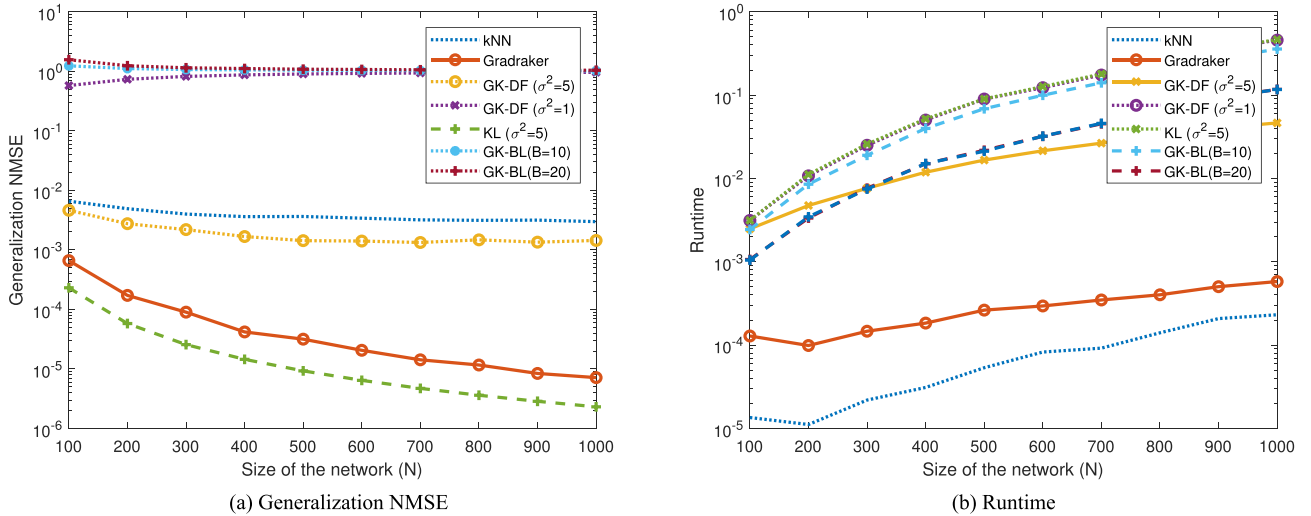 10^1
10^0
10^-1
10^-2
10^-3
10^-4
10^-5
10^-6
Generalization NMSE
100 200 300 400 500 600 700 800 900 1000
Size of the network (N)
kNN
Gradraker
GK-DF (σ²=5)
GK-DF (σ²=1)
KL (σ²=5)
GK-BL(B=10)
GK-BL(B=20)
(a) Generalization NMSE
10^0
10^-1
10^-2
10^-3
10^-4
10^-5
Runtime
100 200 300 400 500 600 700 800 900 1000
Size of the network (N)
kNN
Gradraker
GK-DF (σ²=5)
GK-DF (σ²=1)
KL (σ²=5)
GK-BL(B=10)
GK-BL(B=20)
(b) Runtime